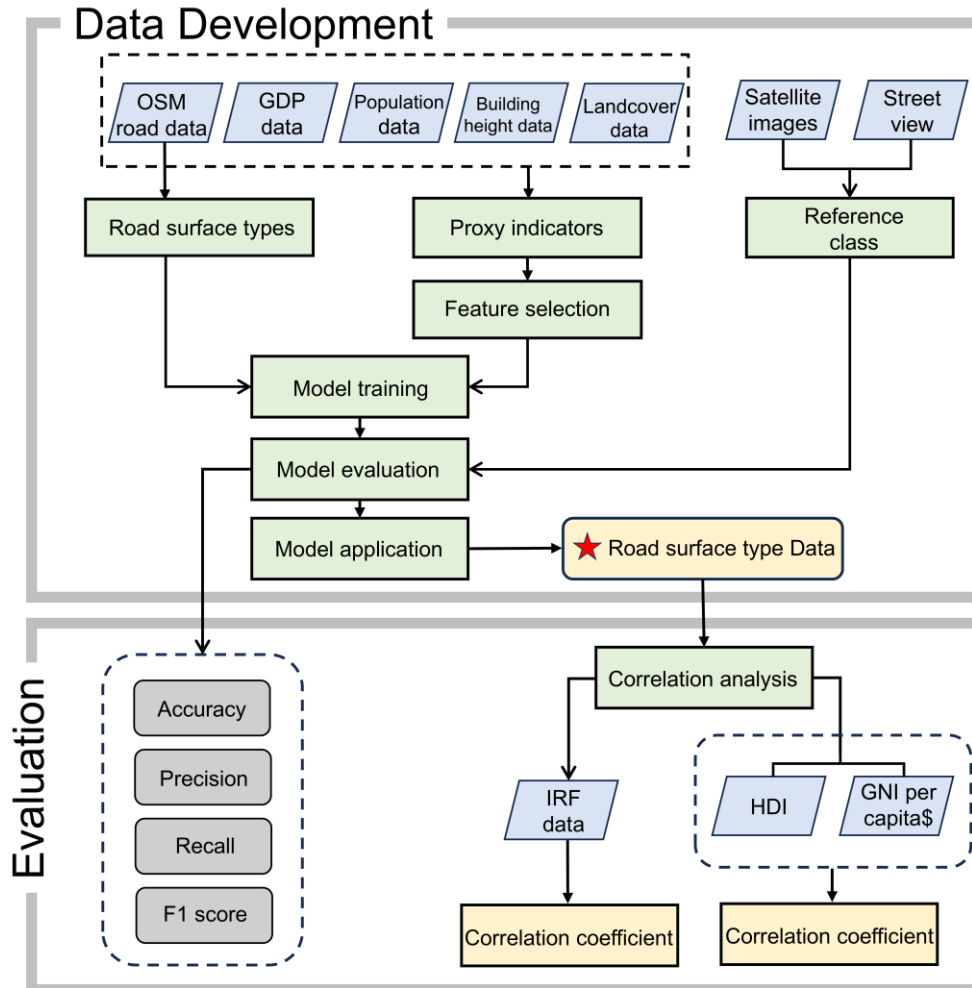 Data Development
OSM
road data
GDP
data
Population
data
Building
height data
Landcover
data
Satellite
images
Street
view
Road surface types
Proxy indicators
Reference
class
Feature selection
Model training
Model evaluation
Model application
Road surface type Data
Evaluation
Accuracy
Precision
Recall
F1 score
Correlation analysis
IRF
data
HDI
GNI per
capita$
Correlation coefficient
Correlation coefficient